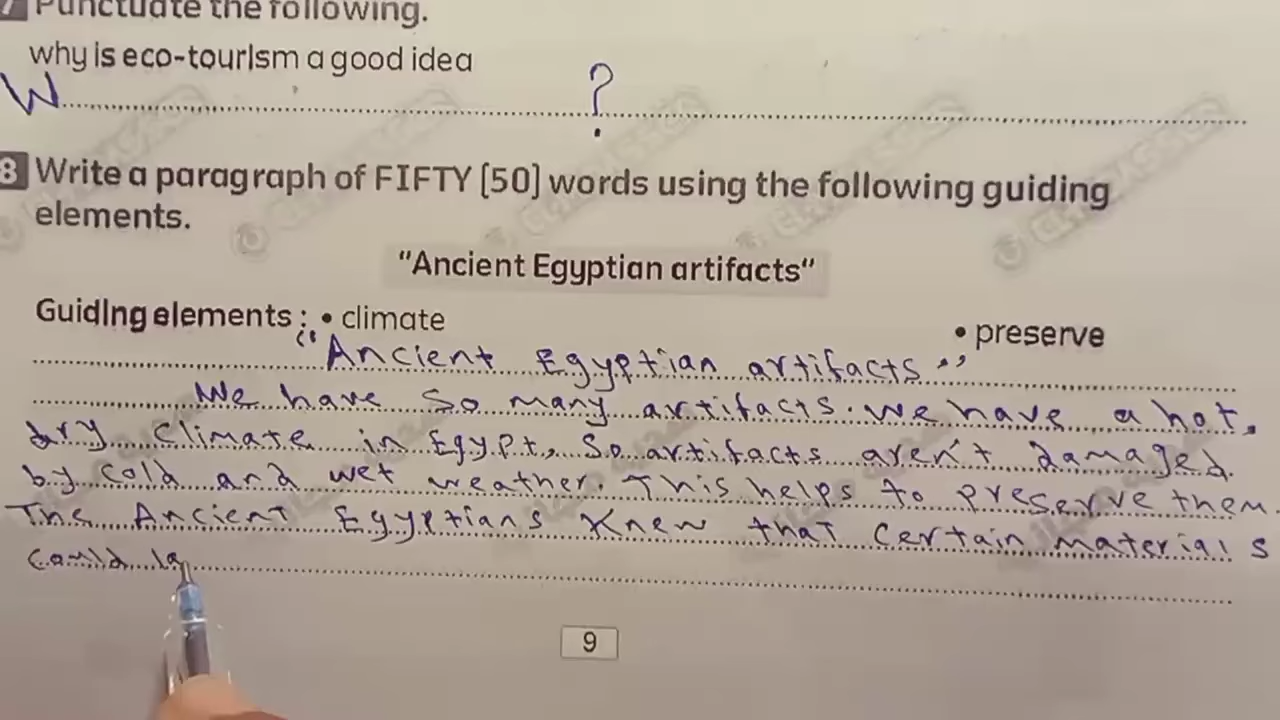 7 Punctuate the following.
why is eco-tourism a good idea
W ?
8 Write a paragraph of FIFTY (50) words using the following guiding
elements.
"Ancient Egyptian artifacts"
Guiding elements : • climate • preserve
"Ancient Egyptian artifacts"
We have so many artifacts. We have a hot,
dry climate in Egypt, so artifacts aren't damaged
by cold and wet weather. This helps to preserve them.
The Ancient Egyptians knew that certain materials
could la
9